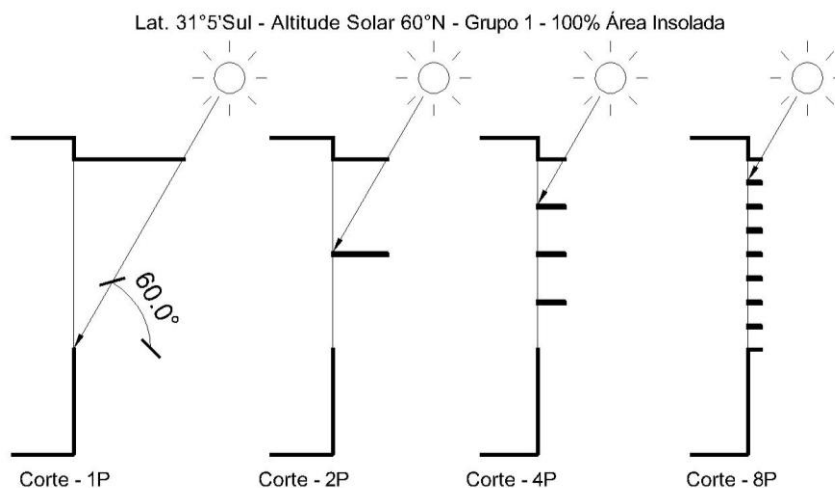 Lat. 31°5'Sul - Altitude Solar 60°N - Grupo 1 - 100% Área Insolada
60.0°
Corte - 1P
Corte - 2P
Corte - 4P
Corte - 8P